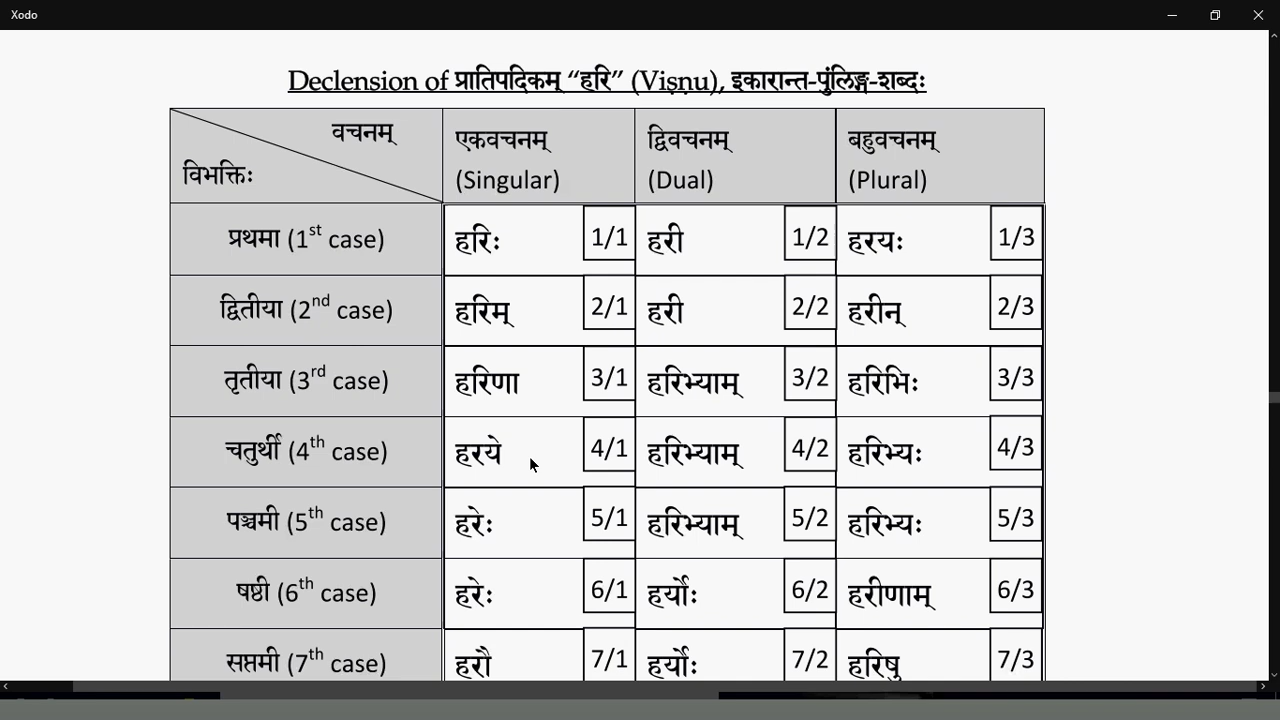 Xodo
Declension of प्रातिपदिकम् “हरि” (Viṣṇu), इकारान्त-पुंलिङ्ग-शब्दः
वचनम् एकवचनम् द्विवचनम् बहुवचनम्
विभक्तिः (Singular) (Dual) (Plural)
प्रथमा (1st case) हरिः 1/1 हरी 1/2 हरयः 1/3
द्वितीया (2nd case) हरिम् 2/1 हरी 2/2 हरीन् 2/3
तृतीया (3rd case) हरिणा 3/1 हरिभ्याम् 3/2 हरिभिः 3/3
चतुर्थी (4th case) हरये 4/1 हरिभ्याम् 4/2 हरिभ्यः 4/3
पञ्चमी (5th case) हरेः 5/1 हरिभ्याम् 5/2 हरिभ्यः 5/3
षष्ठी (6th case) हरेः 6/1 हर्योः 6/2 हरीणाम् 6/3
सप्तमी (7th case) हरौ 7/1 हर्योः 7/2 हरिषु 7/3